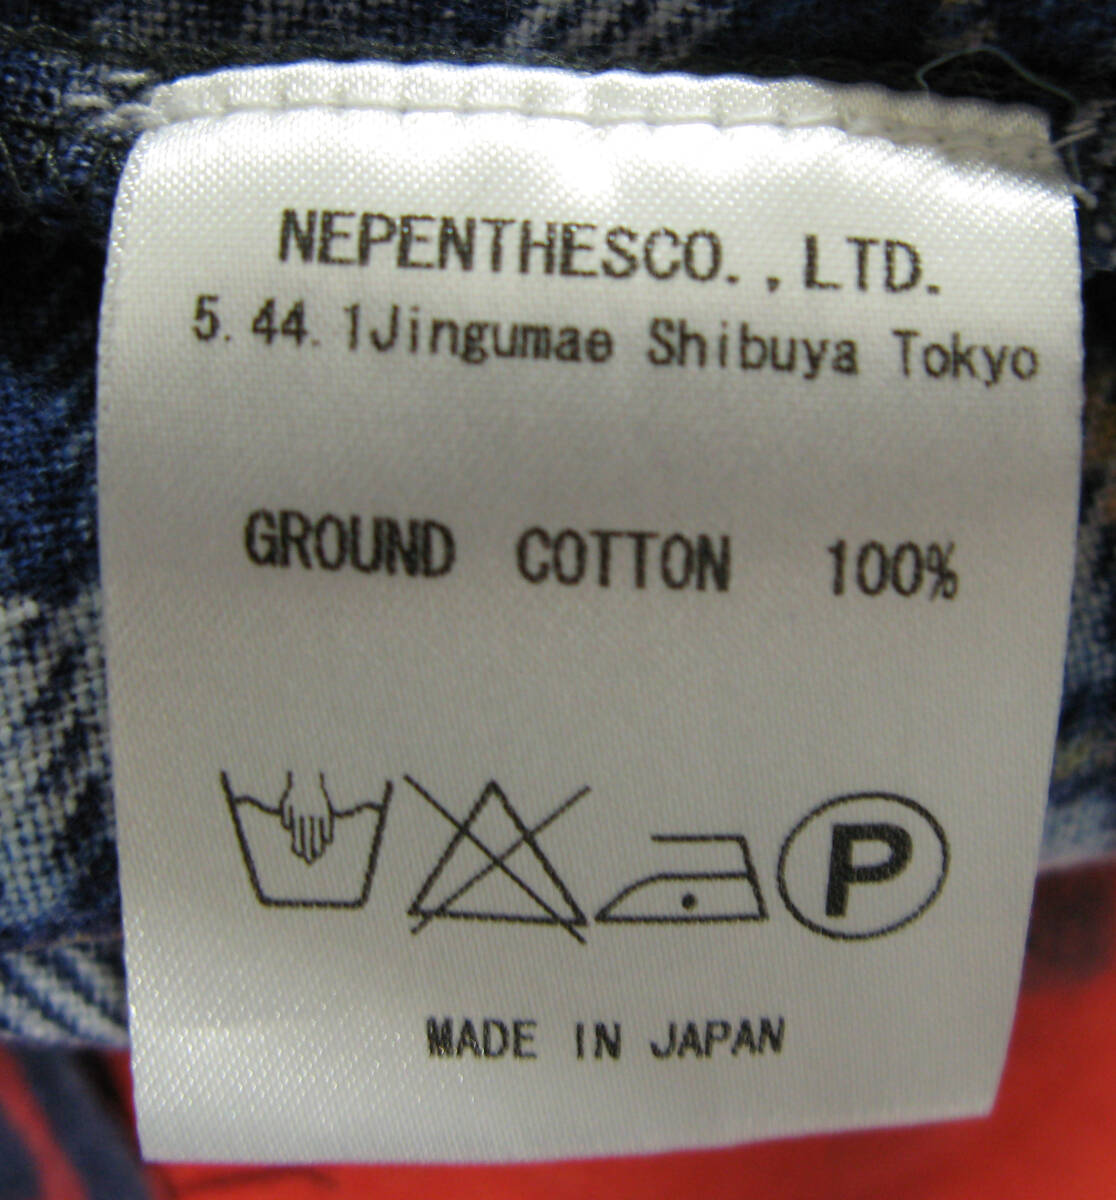 NEPENTHESCO.,LTD.
5.44.1Jingumae Shibuya Tokyo
GROUND COTTON 100%
P
MADE IN JAPAN